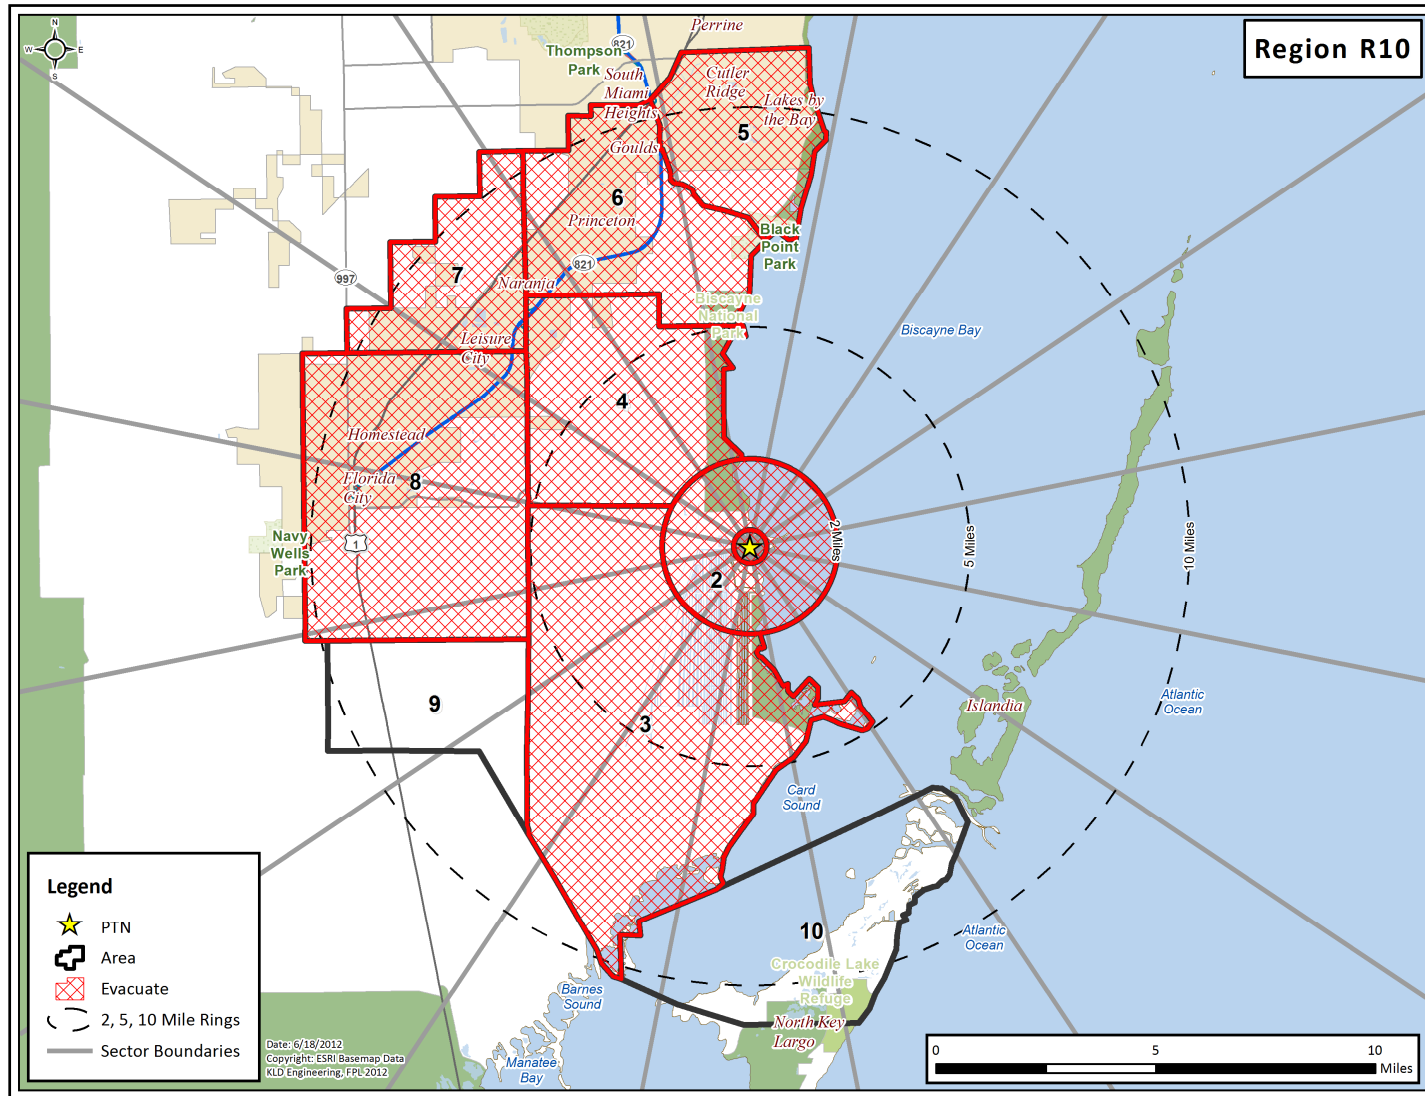 Region R10
N
W E
S
Perrine
821
Thompson
Park
South
Miami
Heights
Cutler
Ridge
Lakes by
the Bay
5
Goulds
6
Princeton
Black
Point
Park
997
7
821
Naranja
Biscayne
National
Park
Biscayne Bay
Leisure
City
4
Homestead
Florida
City
8
Navy
Wells
Park
1
2 Miles
5 Miles
10 Miles
2
9
3
Islandia
Atlantic
Ocean
Card
Sound
10
Atlantic
Ocean
Crocodile Lake
Wildlife
Refuge
Barnes
Sound
North Key
Largo
Manatee
Bay
Legend
PTN
Area
Evacuate
2, 5, 10 Mile Rings
Sector Boundaries
Date: 6/18/2012
Copyright: ESRI Basemap Data
KLD Engineering, FPL 2012
0 5 10
Miles